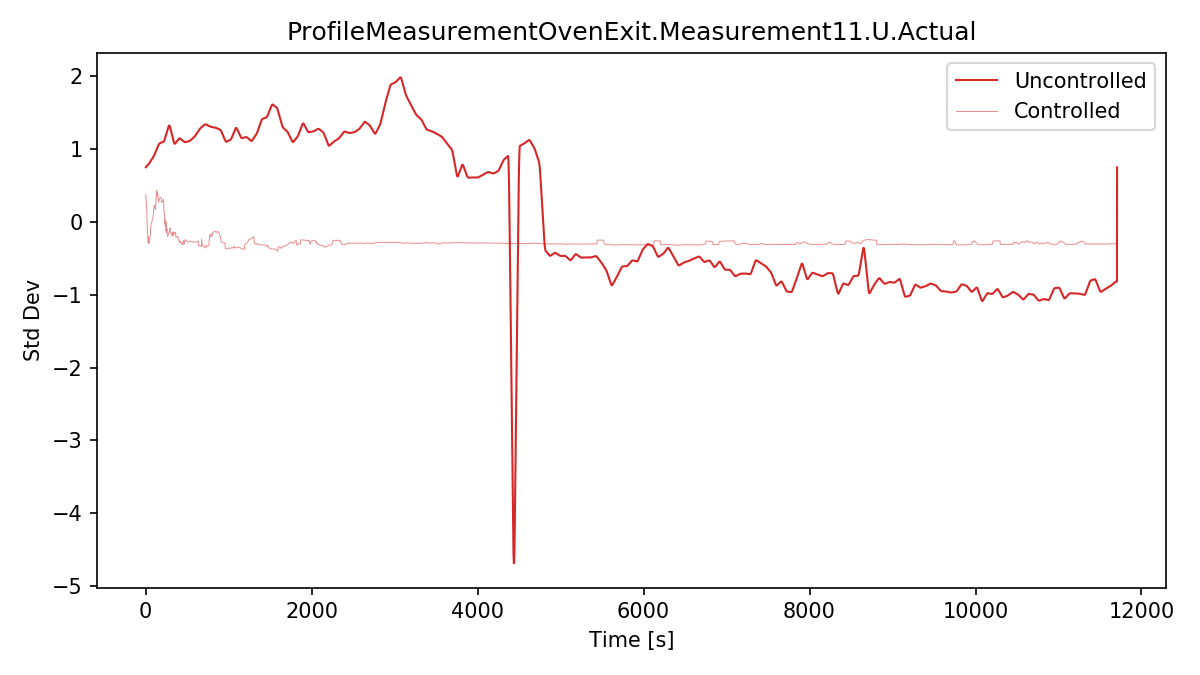 ProfileMeasurementOvenExit.Measurement11.U.Actual
Uncontrolled
Controlled
2
1
0
−1
−2
−3
−4
−5
Std Dev
0 2000 4000 6000 8000 10000 12000
Time [s]